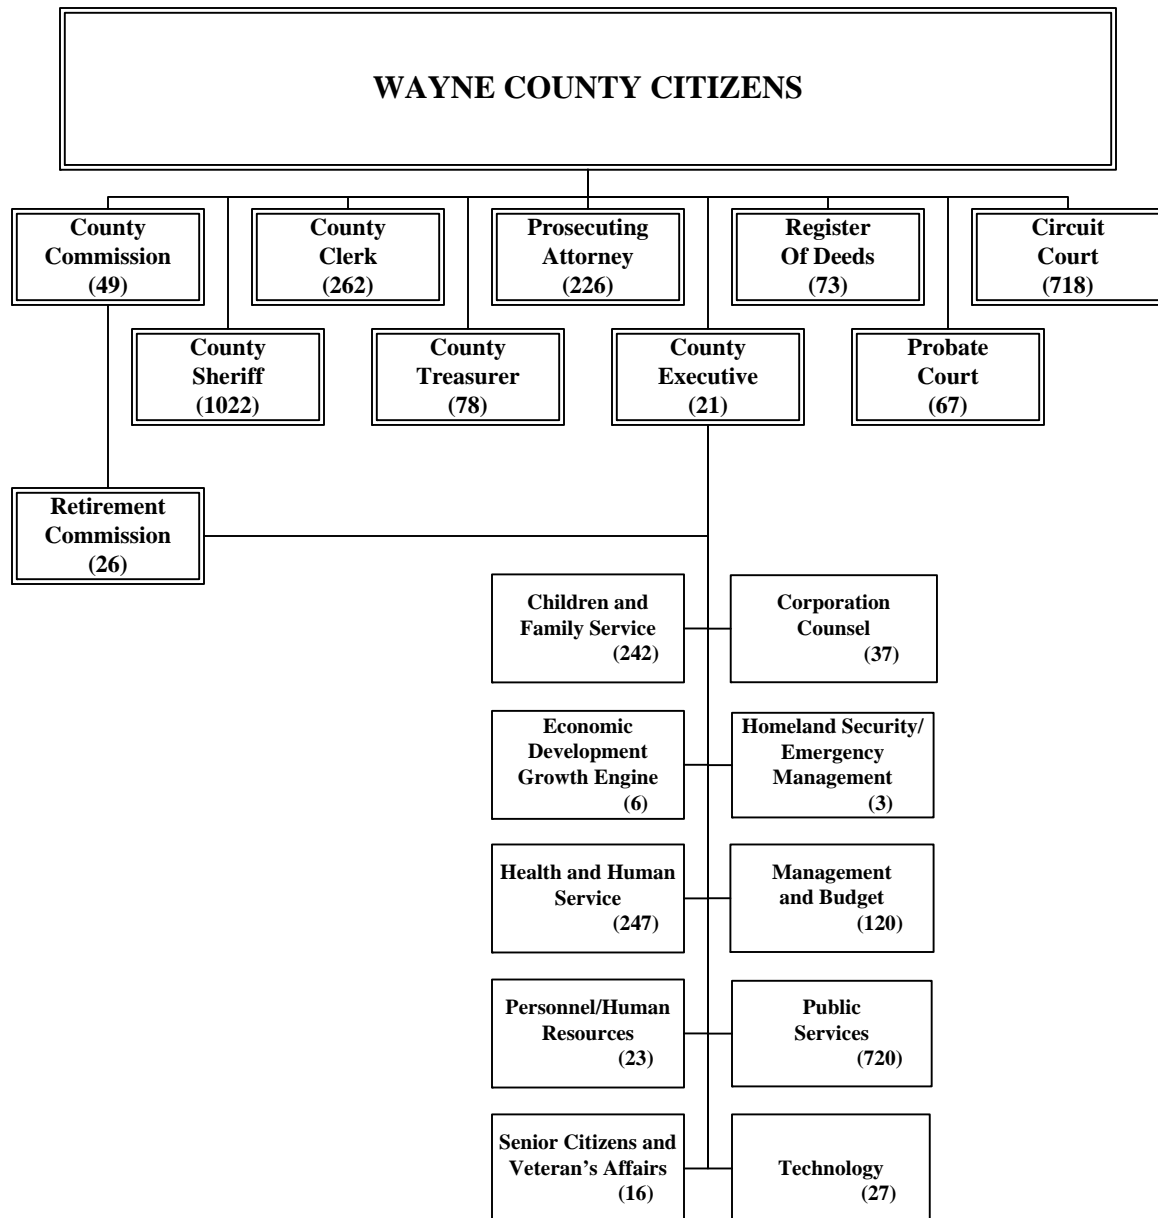 WAYNE COUNTY CITIZENS
County
Commission
(49)
County
Clerk
(262)
Prosecuting
Attorney
(226)
Register
Of Deeds
(73)
Circuit
Court
(718)
County
Sheriff
(1022)
County
Treasurer
(78)
County
Executive
(21)
Probate
Court
(67)
Retirement
Commission
(26)
Children and
Family Service
(242)
Corporation
Counsel
(37)
Economic
Development
Growth Engine
(6)
Homeland Security/
Emergency
Management
(3)
Health and Human
Service
(247)
Management
and Budget
(120)
Personnel/Human
Resources
(23)
Public
Services
(720)
Senior Citizens and
Veteran’s Affairs
(16)
Technology
(27)